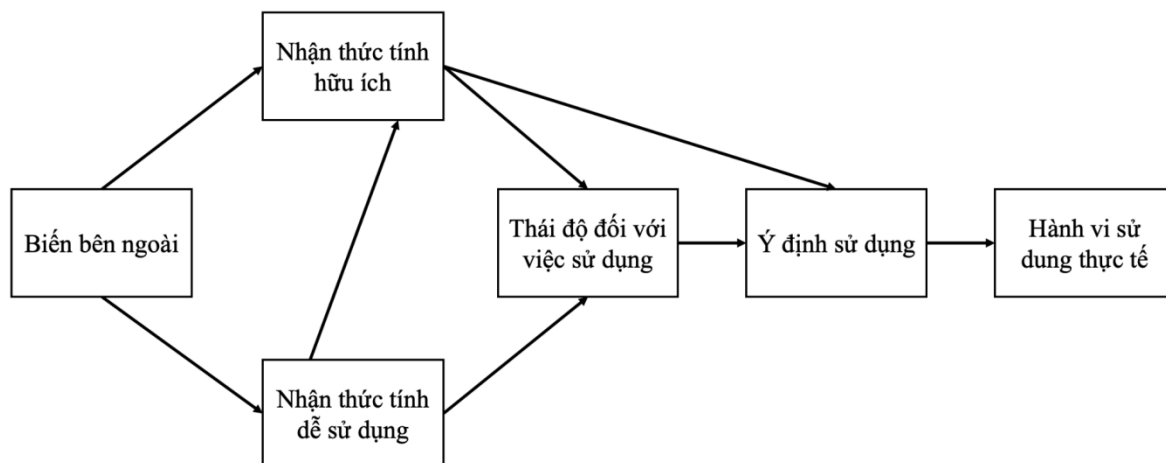 Nhận thức tính
hữu ích
Biến bên ngoài
Thái độ đối với
việc sử dụng
Ý định sử dụng
Hành vi sử
dung thực tế
Nhận thức tính
dễ sử dụng